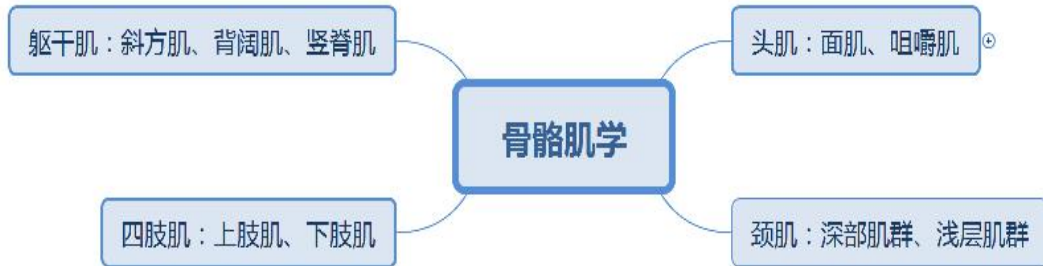 躯干肌：斜方肌、背阔肌、竖脊肌
头肌：面肌、咀嚼肌
骨骼肌学
四肢肌：上肢肌、下肢肌
颈肌：深部肌群、浅层肌群